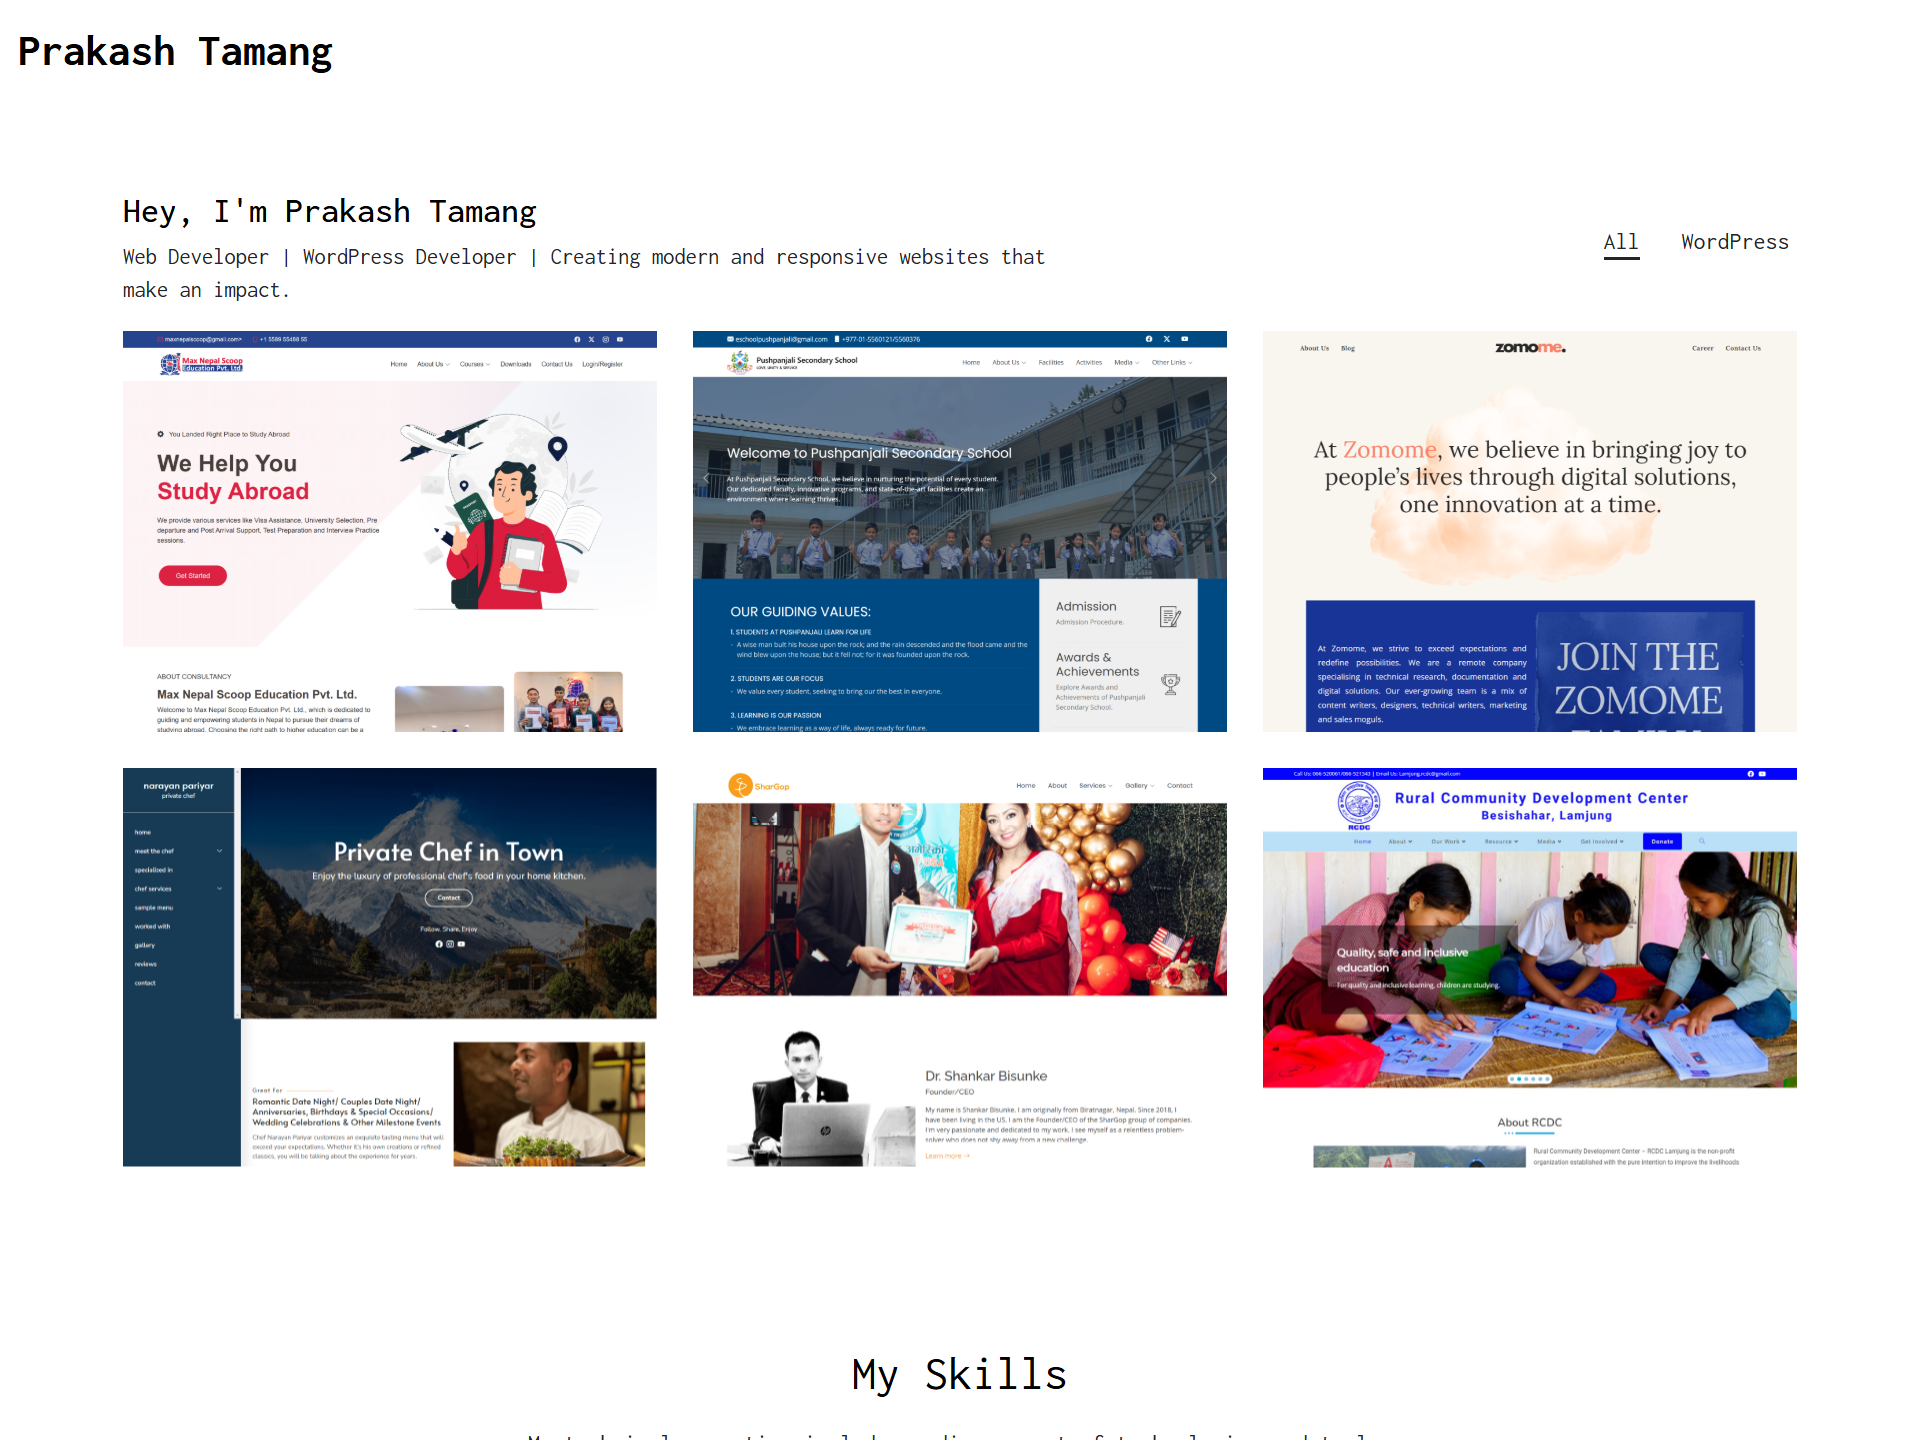 Prakash Tamang
Hey, I'm Prakash Tamang
Web Developer | WordPress Developer | Creating modern and responsive websites that
make an impact.
All WordPress
maxnepalscoop@gmail.com> +1 5589 55488 55
Max Nepal Scoop
Education Pvt. Ltd.
Home About Us Courses Downloads Contact Us Login/Register
You Landed Right Place to Study Abroad
We Help You
Study Abroad
We provide various services like Visa Assistance, University Selection, Pre
departure and Post Arrival Support, Test Preparation and Interview Practice
sessions.
Get Started
ABOUT CONSULTANCY
Max Nepal Scoop Education Pvt. Ltd.
Welcome to Max Nepal Scoop Education Pvt. Ltd., which is dedicated to
guiding and empowering students in Nepal to pursue their dreams of
studying abroad. Choosing the right path to higher education can be a
eschoolpushpanjali@gmail.com +977-01-5560121/5560376
Pushpanjali Secondary School
LOVE, UNITY & SERVICE
Home About Us Facilities Activities Media Other Links
Welcome to Pushpanjali Secondary School
At Pushpanjali Secondary School, we believe in nurturing the potential of every student.
Our dedicated faculty, innovative programs, and state-of-the-art facilities create an
environment where learning thrives.
OUR GUIDING VALUES:
1. STUDENTS AT PUSHPANJALI LEARN FOR LIFE
- A wise man built his house upon the rock; and the rain descended and the flood came and the
wind blew upon the house; but it fell not; for it was founded upon the rock.
2. STUDENTS ARE OUR FOCUS
- We value every student, seeking to bring our the best in everyone.
3. LEARNING IS OUR PASSION
- We embrace learning as a way of life, always ready for future.
Admission
Admission Procedure.
Awards &
Achievements
Explore Awards and
Achievements of Pushpanjali
Secondary School.
About Us Blog
zomome.
Career Contact Us
At Zomome, we believe in bringing joy to
people's lives through digital solutions,
one innovation at a time.
At Zomome, we strive to exceed expectations and
redefine possibilities. We are a remote company
specialising in technical research, documentation and
digital solutions. Our ever-growing team is a mix of
content writers, designers, technical writers, marketing
and sales moguls.
JOIN THE
ZOMOME
narayan pariyar
private chef
home
meet the chef
specialized in
chef services
sample menu
worked with
gallery
reviews
contact
Private Chef in Town
Enjoy the luxury of professional chef's food in your home kitchen.
Contact
Follow, Share, Enjoy
Great For
Romantic Date Night/ Couples Date Night/
Anniversaries, Birthdays & Special Occasions/
Wedding Celebrations & Other Milestone Events
Chef Narayan Pariyar customizes an exquisite tasting menu that will
exceed your expectations. Whether it's his own creations or refined
classics, you will be talking about the experience for years.
SharGop
Home About Services Gallery Contact
Dr. Shankar Bisunke
Founder/CEO
My name is Shankar Bisunke. I am originally from Biratnagar, Nepal. Since 2018, I
have been living in the US. I am the Founder/CEO of the SharGop group of companies.
I'm very passionate and dedicated to my work. I see myself as a relentless problem-
solver who does not shy away from a new challenge.
Learn more →
Call Us: 066-520061/066-521343 | Email Us: Lamjung.rcdc@gmail.com
RCDC
Rural Community Development Center
Besishahar, Lamjung
Home About Our Work Resource Media Get Involved Donate
Quality, safe and inclusive
education
For quality and inclusive learning, children are studying.
About RCDC
Rural Community Development Center – RCDC Lamjung is the non-profit
organization established with the pure intention to improve the livelihoods
My Skills